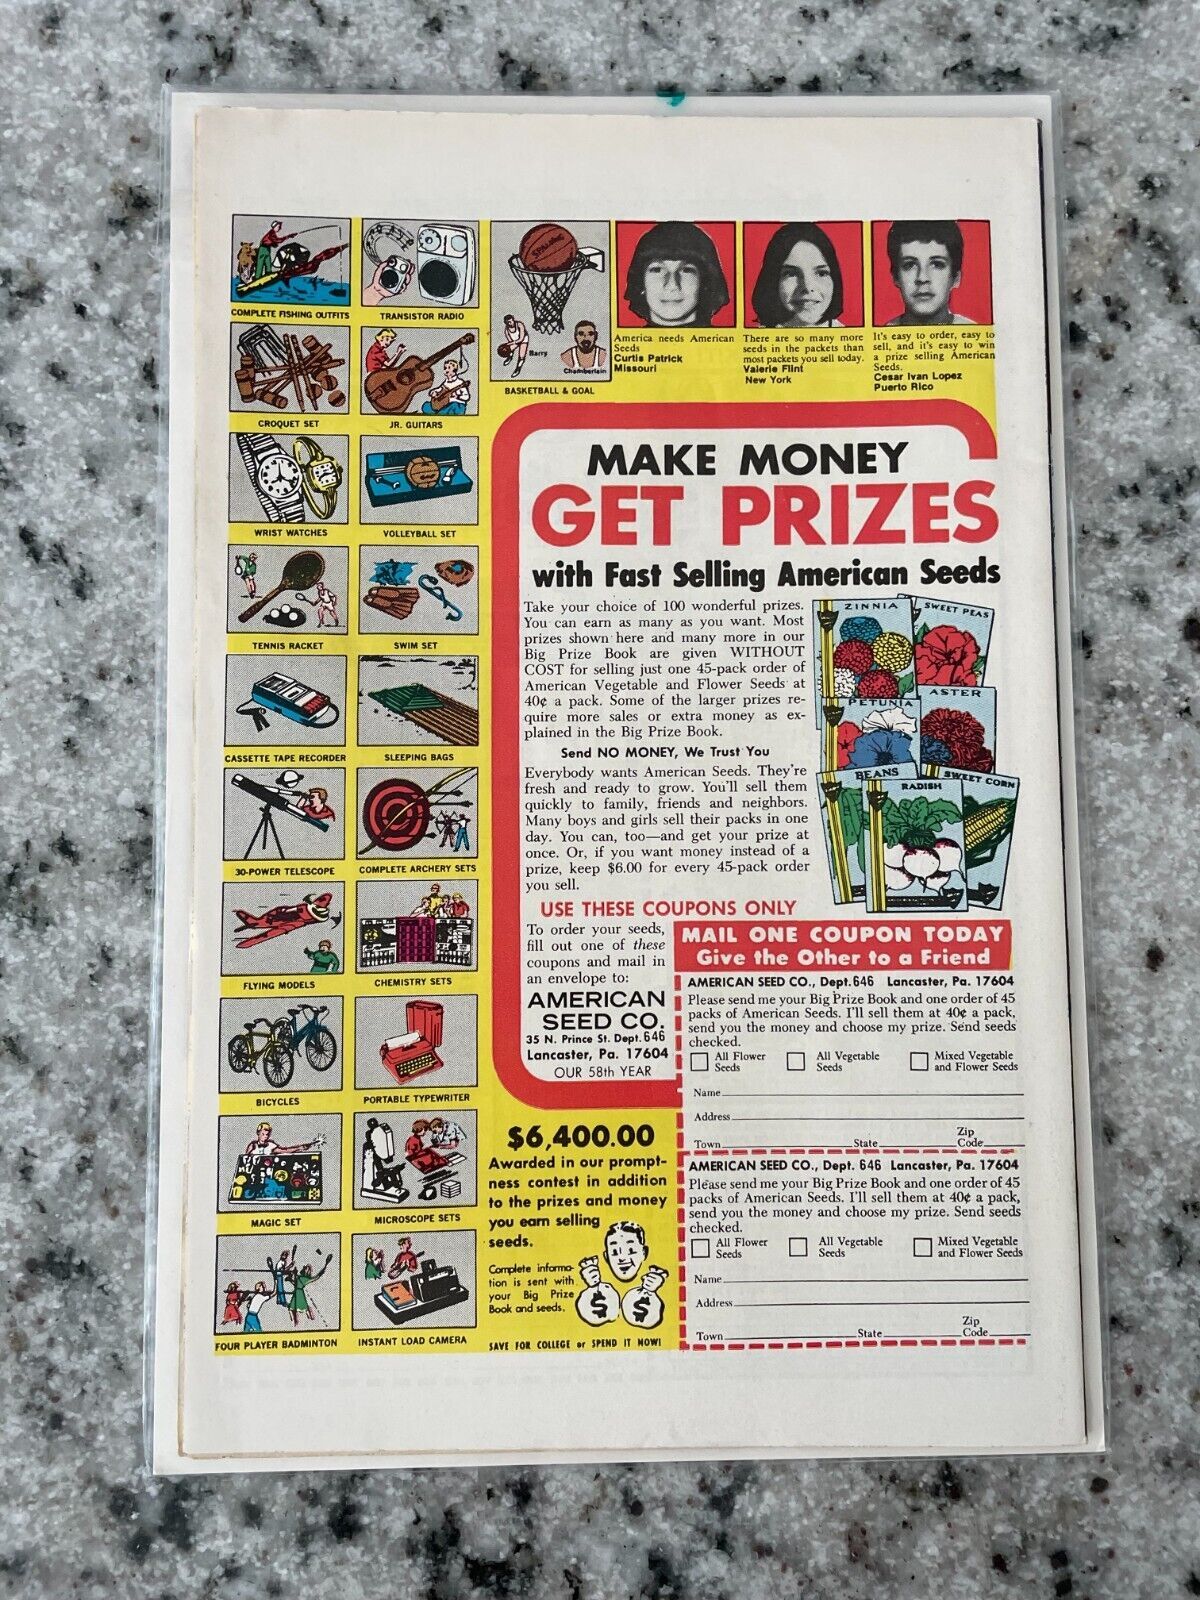 COMPLETE FISHING OUTFITS
TRANSISTOR RADIO
CROQUET SET
JR. GUITARS
WRIST WATCHES
VOLLEYBALL SET
TENNIS RACKET
SWIM SET
CASSETTE TAPE RECORDER
SLEEPING BAGS
30-POWER TELESCOPE
COMPLETE ARCHERY SETS
FLYING MODELS
CHEMISTRY SETS
BICYCLES
PORTABLE TYPEWRITER
MAGIC SET
MICROSCOPE SETS
FOUR PLAYER BADMINTON
INSTANT LOAD CAMERA
SPALDING
Barry
Chamberlain
BASKETBALL & GOAL
America needs American
Seeds
Curtis Patrick
Missouri
There are so many more
seeds in the packets than
most packets you sell today.
Valerie Flint
New York
It's easy to order, easy to
sell, and it's easy to win
a prize selling American
Seeds.
Cesar Ivan Lopez
Puerto Rico
MAKE MONEY
GET PRIZES
with Fast Selling American Seeds
Take your choice of 100 wonderful prizes.
You can earn as many as you want. Most
prizes shown here and many more in our
Big Prize Book are given WITHOUT
COST for selling just one 45-pack order of
American Vegetable and Flower Seeds at
40¢ a pack. Some of the larger prizes re-
quire more sales or extra money as ex-
plained in the Big Prize Book.
Send NO MONEY, We Trust You
Everybody wants American Seeds. They're
fresh and ready to grow. You'll sell them
quickly to family, friends and neighbors.
Many boys and girls sell their packs in one
day. You can, too—and get your prize at
once. Or, if you want money instead of a
prize, keep $6.00 for every 45-pack order
you sell.
ZINNIA
SWEET PEAS
PETUNIA
ASTER
BEANS
RADISH
SWEET CORN
USE THESE COUPONS ONLY
To order your seeds,
fill out one of these
coupons and mail in
an envelope to:
AMERICAN
SEED CO.
35 N. Prince St. Dept. 646
Lancaster, Pa. 17604
OUR 58th YEAR
MAIL ONE COUPON TODAY
Give the Other to a Friend
AMERICAN SEED CO., Dept. 646 Lancaster, Pa. 17604
Please send me your Big Prize Book and one order of 45
packs of American Seeds. I'll sell them at 40¢ a pack,
send you the money and choose my prize. Send seeds
checked.
All Flower Seeds
All Vegetable Seeds
Mixed Vegetable and Flower Seeds
Name
Address
Town State Zip Code
AMERICAN SEED CO., Dept. 646 Lancaster, Pa. 17604
Please send me your Big Prize Book and one order of 45
packs of American Seeds. I'll sell them at 40¢ a pack,
send you the money and choose my prize. Send seeds
checked.
All Flower Seeds
All Vegetable Seeds
Mixed Vegetable and Flower Seeds
Name
Address
Town State Zip Code
$6,400.00
Awarded in our prompt-
ness contest in addition
to the prizes and money
you earn selling
seeds.
Complete informa-
tion is sent with
your Big Prize
Book and seeds.
$ $
SAVE FOR COLLEGE or SPEND IT NOW!